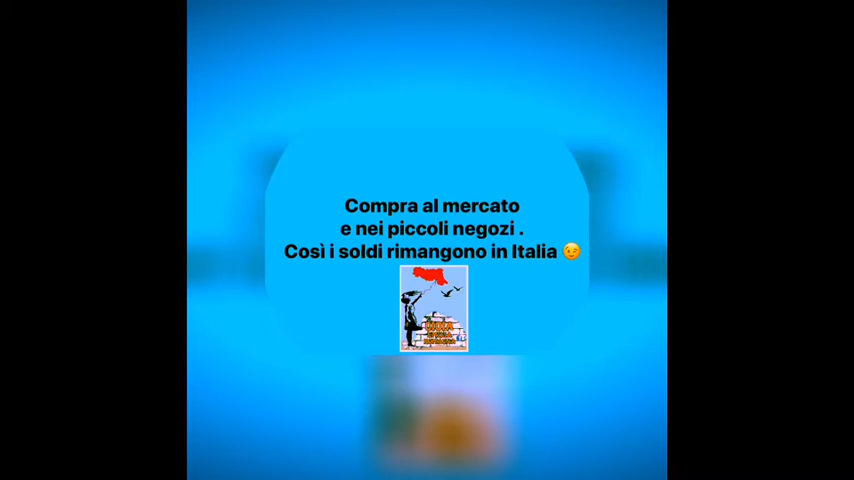 Compra al mercato
e nei piccoli negozi .
Così i soldi rimangono in Italia 😉